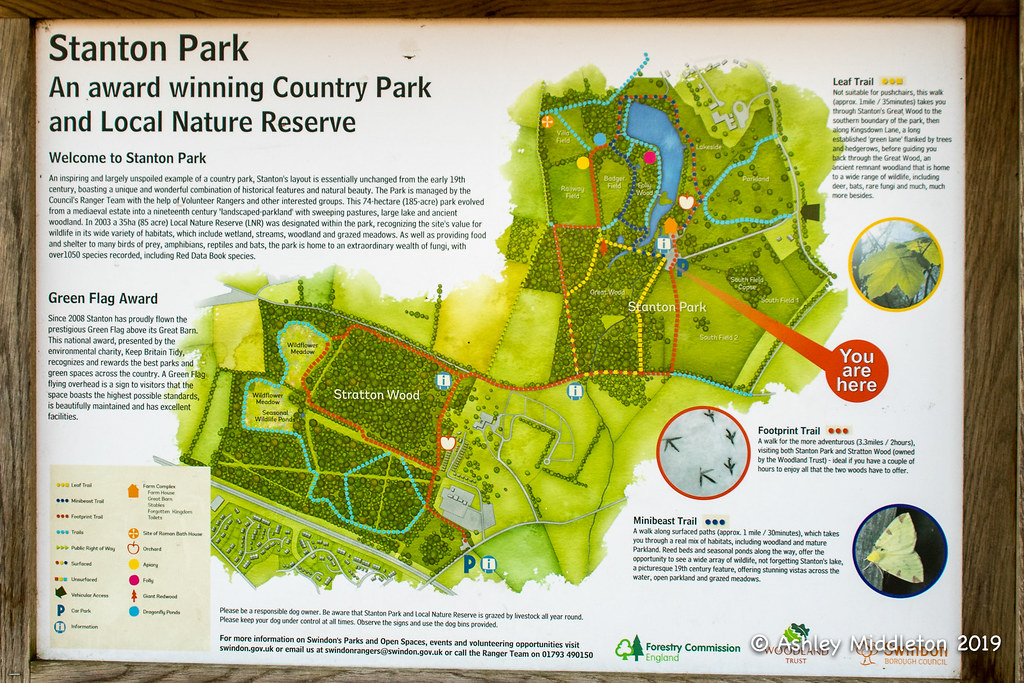 Stanton Park
An award winning Country Park
and Local Nature Reserve
Welcome to Stanton Park
An inspiring and largely unspoiled example of a country park, Stanton's layout is essentially unchanged from the early 19th
century, boasting a unique and wonderful combination of historical features and natural beauty. The Park is managed by the
Council's Ranger Team with the help of Volunteer Rangers and other interested groups. This 74-hectare (185-acre) park evolved
from a mediaeval estate into a nineteenth century 'landscaped-parkland' with sweeping pastures, large lake and ancient
woodland. In 2003 a 35ha (85 acre) Local Nature Reserve (LNR) was designated within the park, recognizing the site's value for
wildlife in its wide variety of habitats, which include wetland, streams, woodland and grazed meadows. As well as providing food
and shelter to many birds of prey, amphibians, reptiles and bats, the park is home to an extraordinary wealth of fungi, with
over1050 species recorded, including Red Data Book species.
Green Flag Award
Since 2008 Stanton has proudly flown the
prestigious Green Flag above its Great Barn.
This national award, presented by the
environmental charity, Keep Britain Tidy,
recognizes and rewards the best parks and
green spaces across the country. A Green Flag
flying overhead is a sign to visitors that the
space boasts the highest possible standards,
is beautifully maintained and has excellent
facilities.
Leaf Trail
Not suitable for pushchairs, this walk
(approx. 1mile / 35minutes) takes you
through Stanton's Great Wood to the
southern boundary of the park, then
along Kingsdown Lane, a long
established 'green lane' flanked by trees
and hedgerows, before guiding you
back through the Great Wood, an
ancient remnant woodland that is home
to a wide range of wildlife, including
deer, bats, rare fungi and much, much
more besides.
Villa
Field
Lakeside
Badger
Field
Folly
Wood
Parkland
Railway
Field
Great Wood
Stanton Park
South Field
Copse
South Field 1
South Field 2
You
are
here
Wildflower
Meadow
Wildflower
Meadow
Seasonal
Wildlife Ponds
Stratton Wood
Footprint Trail
A walk for the more adventurous (3.3miles / 2hours),
visiting both Stanton Park and Stratton Wood (owned
by the Woodland Trust) - ideal if you have a couple of
hours to enjoy all that the two woods have to offer.
Minibeast Trail
A walk along surfaced paths (approx. 1 mile / 30minutes), which takes
you through a real mix of habitats, including woodland and mature
Parkland. Reed beds and seasonal ponds along the way, offer the
opportunity to see a wide array of wildlife, not forgetting Stanton's lake,
a picturesque 19th century feature, offering stunning vistas across the
water, open parkland and grazed meadows.
Leaf Trail
Minibeast Trail
Footprint Trail
Trails
Public Right of Way
Surfaced
Unsurfaced
Vehicular Access
P Car Park
i Information
Farm Complex
Farm House
Great Barn
Stables
Forgotten Kingdom
Toilets
Site of Roman Bath House
Orchard
Apiary
Folly
Giant Redwood
Dragonfly Ponds
Please be a responsible dog owner. Be aware that Stanton Park and Local Nature Reserve is grazed by livestock all year round.
Please keep your dog under control at all times. Observe the signs and use the dog bins provided.
For more information on Swindon's Parks and Open Spaces, events and volunteering opportunities visit
swindon.gov.uk or email us at swindonrangers@swindon.gov.uk or call the Ranger Team on 01793 490150
Forestry Commission
England
WOODLAND
TRUST
Swindon
BOROUGH COUNCIL
© Ashley Middleton 2019